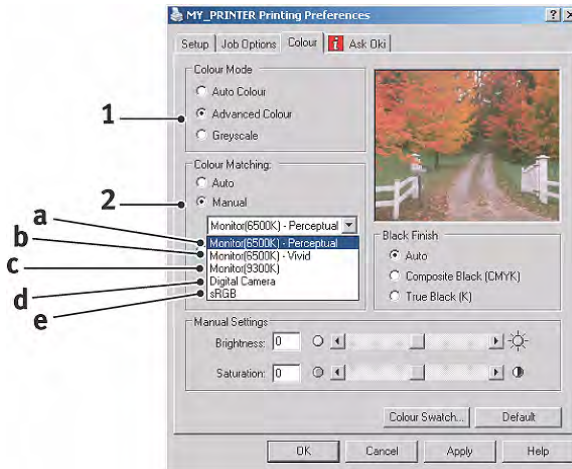 MY_PRINTER Printing Preferences
Setup
Job Options
Colour
i
Ask Oki
Colour Mode
Auto Colour
1
Advanced Colour
Greyscale
Colour Matching:
Auto
2
Manual
Monitor(6500K) - Perceptual
a
Monitor(6500K) - Perceptual
b
Monitor(6500K) - Vivid
c
Monitor(9300K)
d
Digital Camera
e
sRGB
Black Finish
Auto
Composite Black (CMYK)
True Black (K)
Manual Settings
Brightness: 0
Saturation: 0
Colour Swatch...
Default
OK
Cancel
Apply
Help